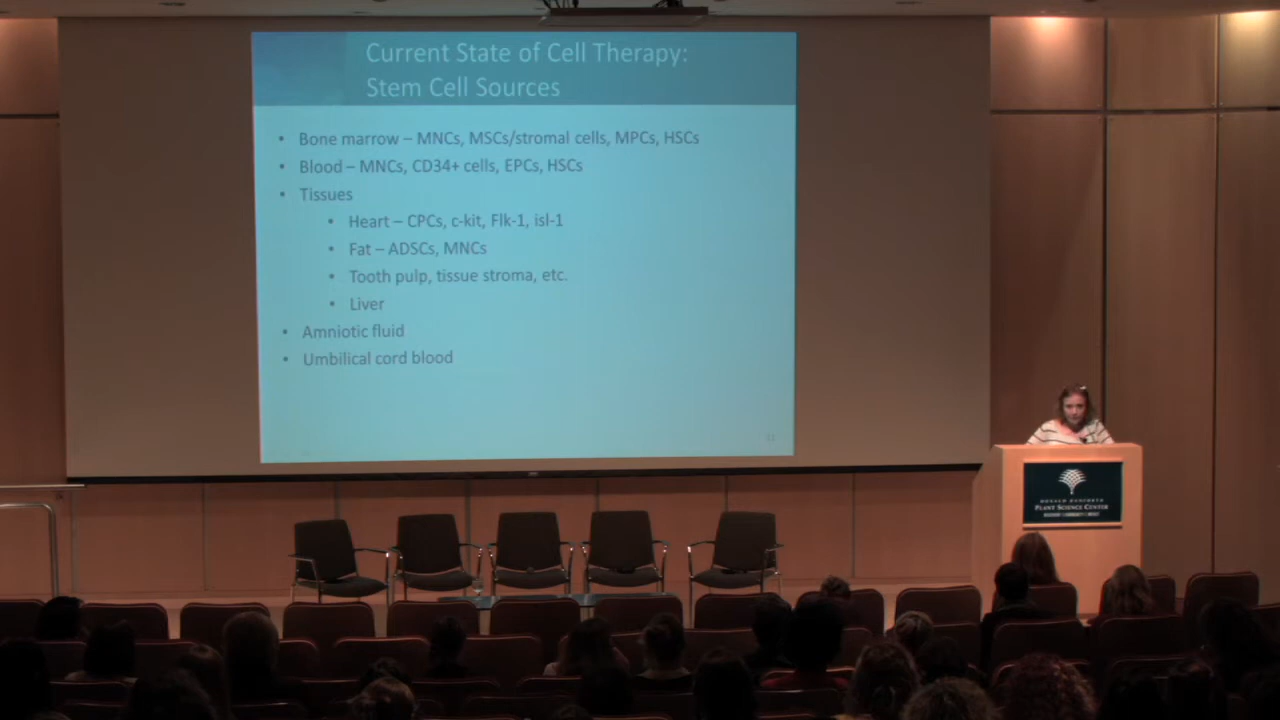 Current State of Cell Therapy:
Stem Cell Sources
• Bone marrow – MNCs, MSCs/stromal cells, MPCs, HSCs
• Blood – MNCs, CD34+ cells, EPCs, HSCs
• Tissues
• Heart – CPCs, c-kit, Flk-1, isl-1
• Fat – ADSCs, MNCs
• Tooth pulp, tissue stroma, etc.
• Liver
• Amniotic fluid
• Umbilical cord blood
DONALD DANFORTH
PLANT SCIENCE CENTER